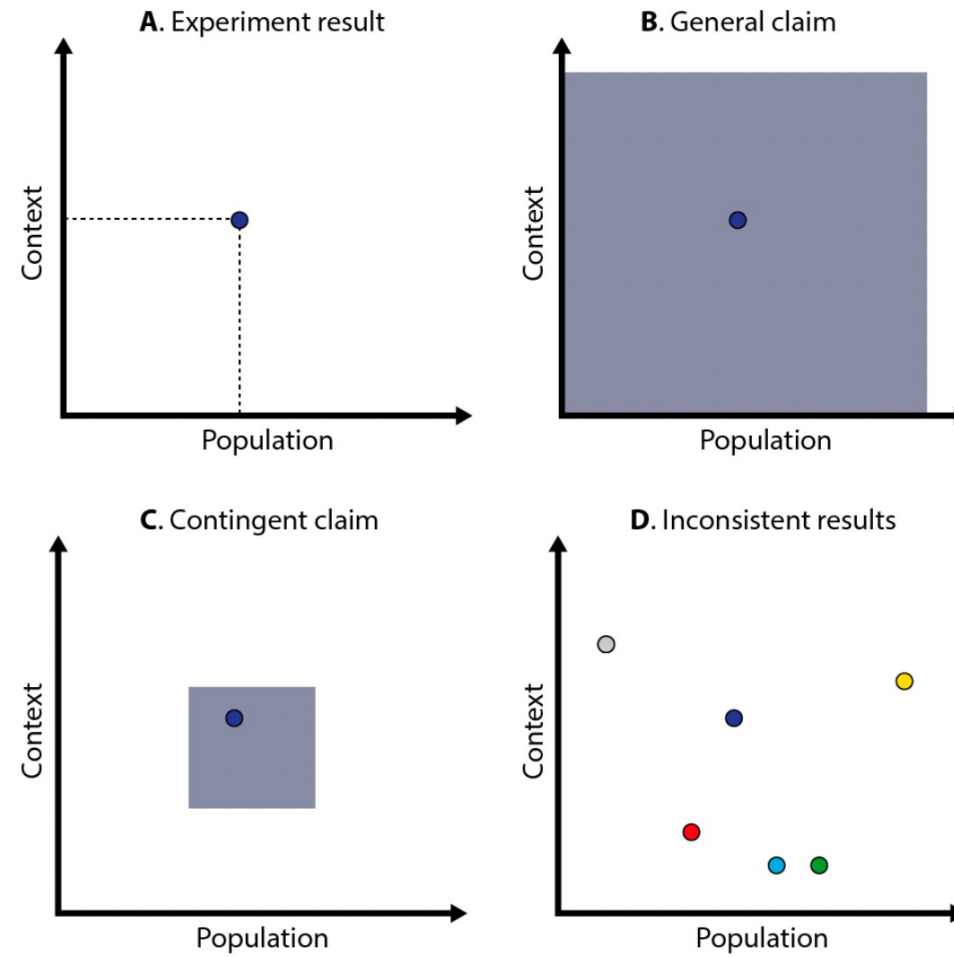 A. Experiment result
Context
Population
B. General claim
Context
Population
C. Contingent claim
Context
Population
D. Inconsistent results
Context
Population